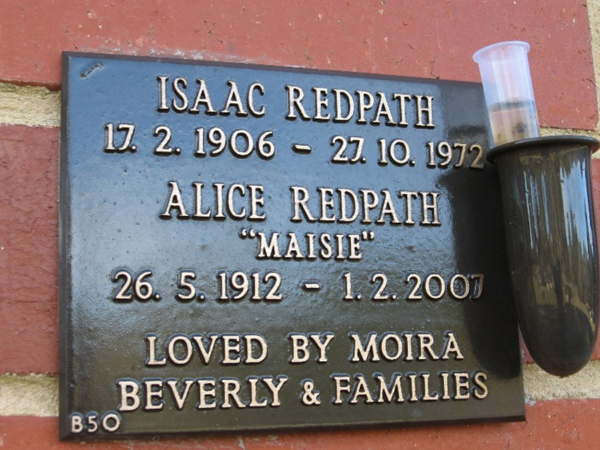 ISAAC REDPATH
17. 2. 1906 - 27. 10. 1972
ALICE REDPATH
"MAISIE"
26. 5. 1912 - 1. 2. 2007
LOVED BY MOIRA
BEVERLY & FAMILIES
B50